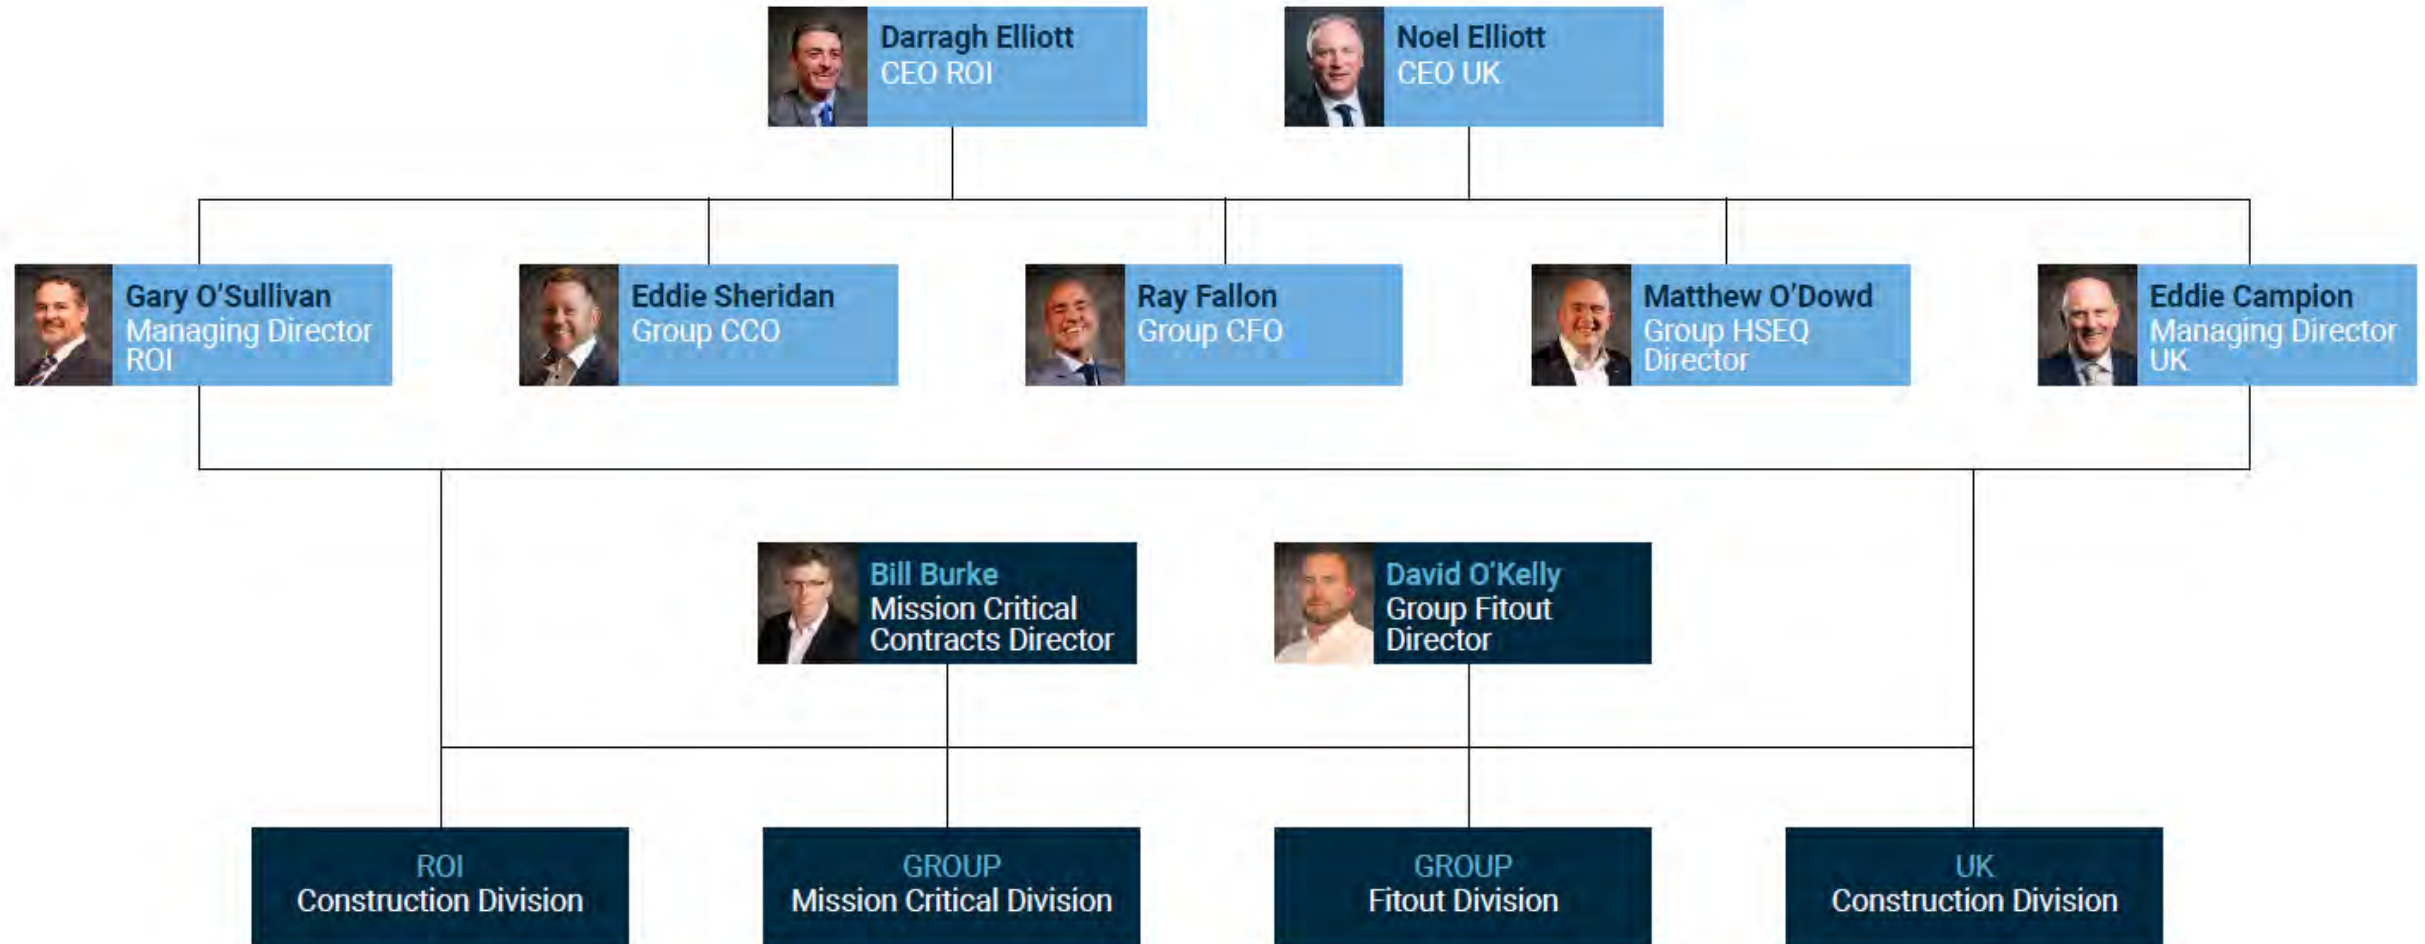 Darragh Elliott
CEO ROI
Noel Elliott
CEO UK
Gary O’Sullivan
Managing Director
ROI
Eddie Sheridan
Group CCO
Ray Fallon
Group CFO
Matthew O’Dowd
Group HSEQ
Director
Eddie Campion
Managing Director
UK
Bill Burke
Mission Critical
Contracts Director
David O’Kelly
Group Fitout
Director
ROI
Construction Division
GROUP
Mission Critical Division
GROUP
Fitout Division
UK
Construction Division